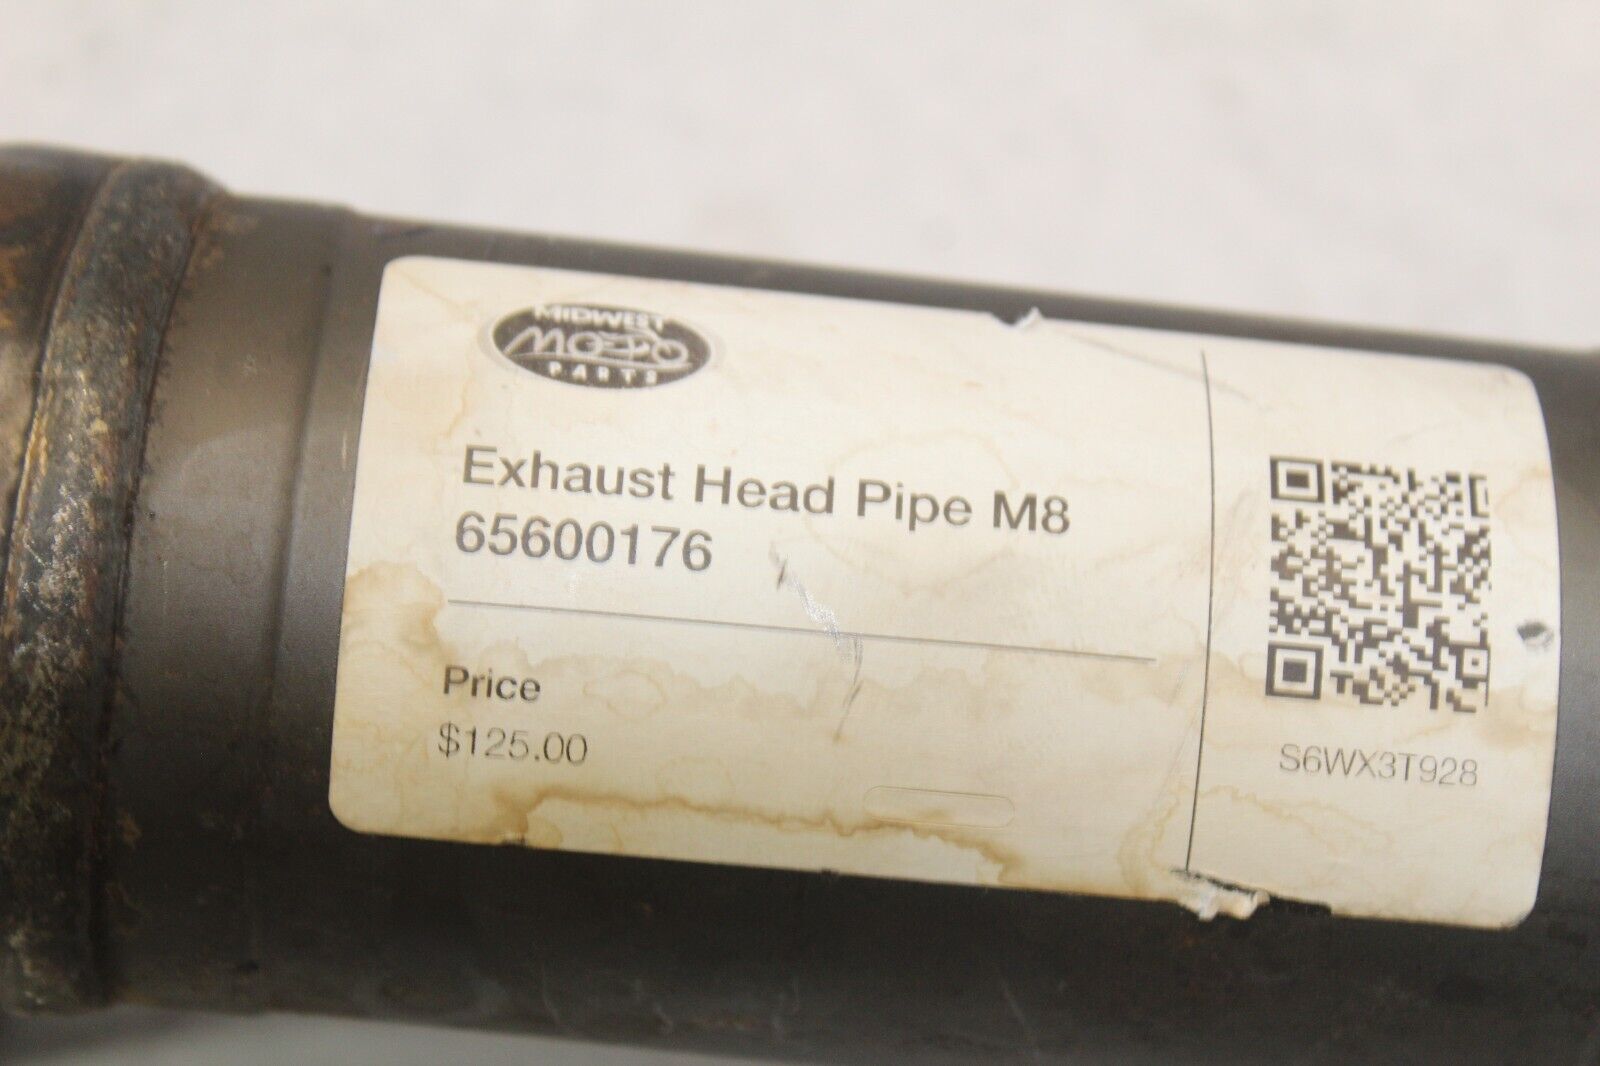 MIDWEST
MOTO
PARTS
Exhaust Head Pipe M8
65600176
Price
$125.00
S6WX3T928